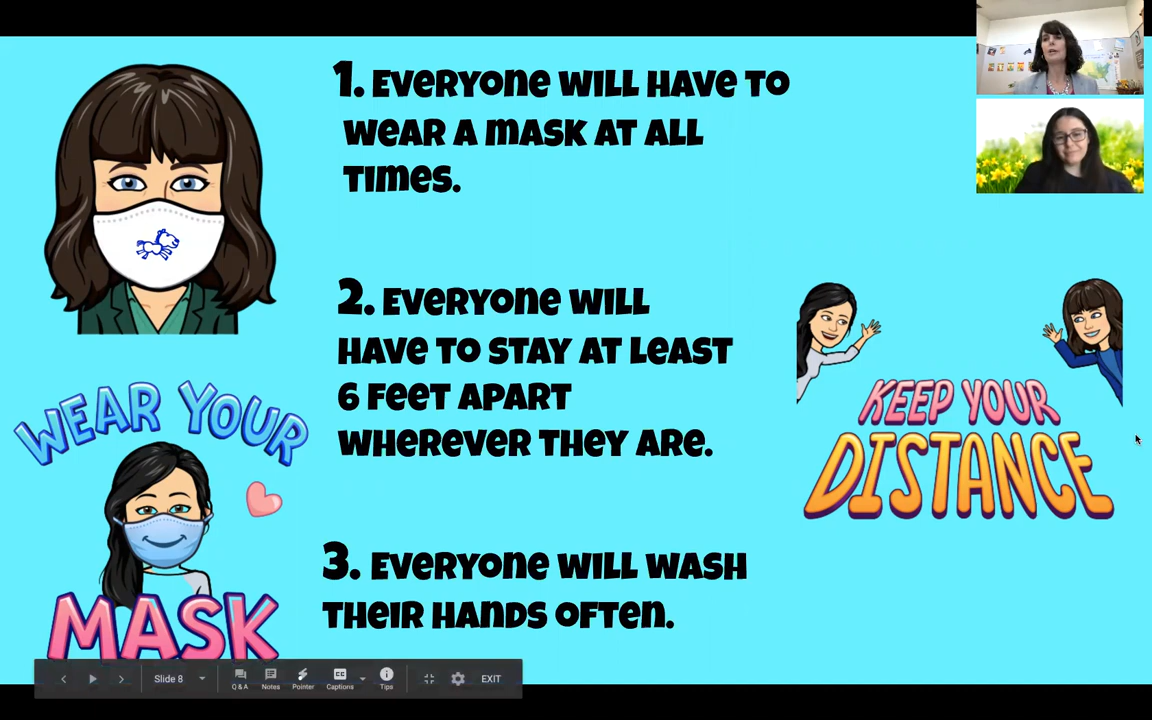 1. Everyone will have to
wear a mask at all
times.
2. Everyone will
have to stay at least
6 feet apart
wherever they are.
3. Everyone will wash
their hands often.
WEAR YOUR
MASK
KEEP YOUR
DISTANCE
Slide 8
Q & A
Notes
Pointer
CC
Captions
Tips
EXIT